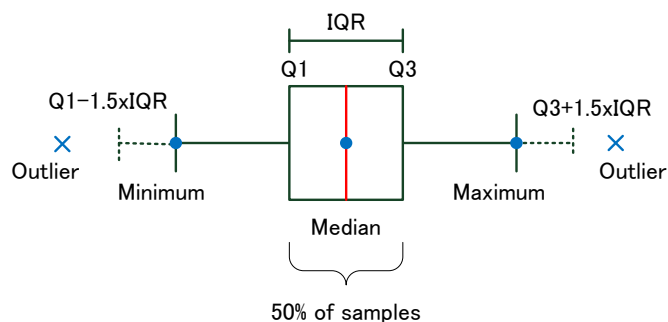 IQR
Q1
Q3
Q1-1.5xIQR
Q3+1.5xIQR
Outlier
Outlier
Minimum
Maximum
Median
50% of samples